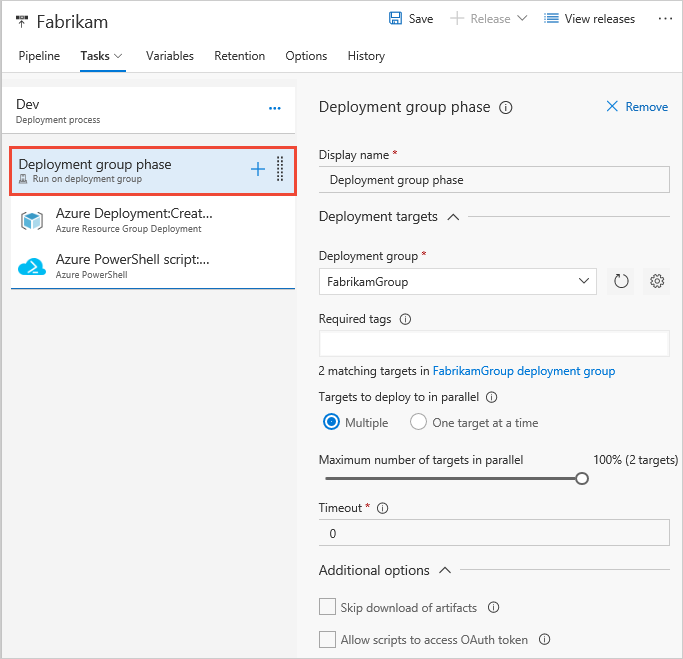 Fabrikam
Save
Release
View releases
Pipeline
Tasks
Variables
Retention
Options
History
Dev
Deployment process
Deployment group phase
Run on deployment group
Azure Deployment:Creat...
Azure Resource Group Deployment
Azure PowerShell script:...
Azure PowerShell
Deployment group phase
Remove
Display name *
Deployment group phase
Deployment targets
Deployment group *
FabrikamGroup
Required tags
2 matching targets in FabrikamGroup deployment group
Targets to deploy to in parallel
Multiple
One target at a time
Maximum number of targets in parallel
100% (2 targets)
Timeout *
0
Additional options
Skip download of artifacts
Allow scripts to access OAuth token